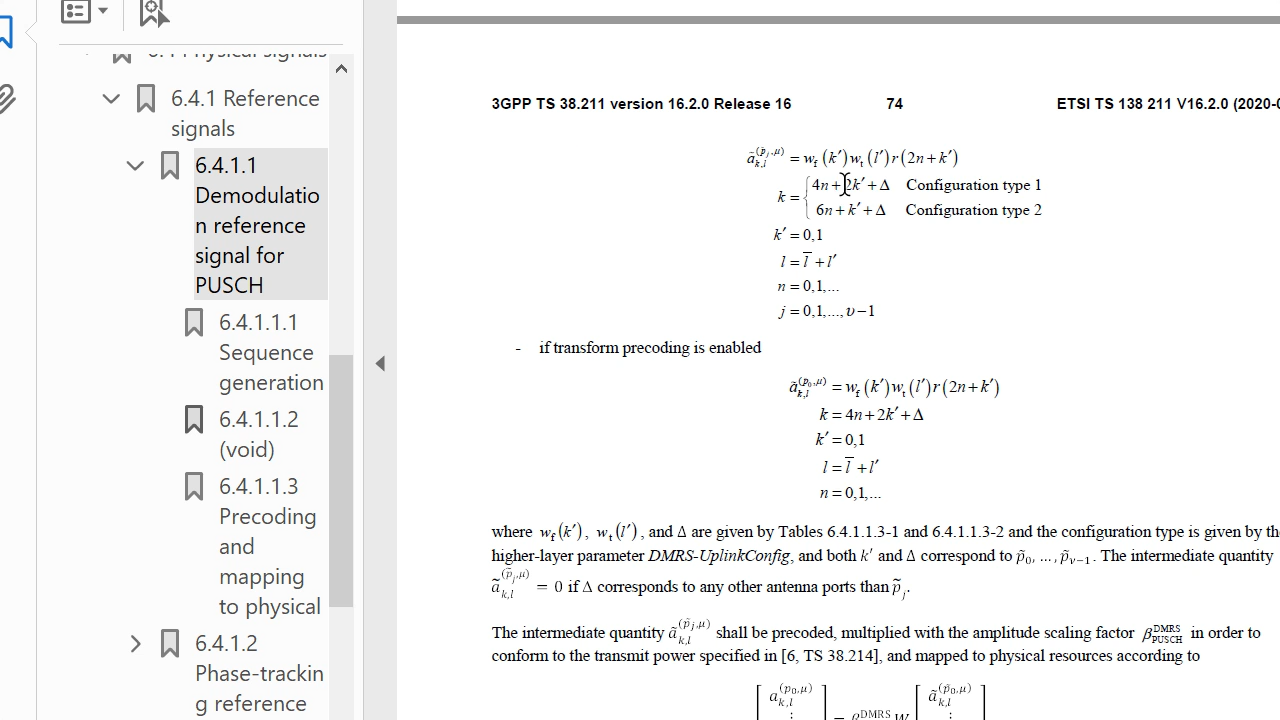 6.4.1 Reference
signals
6.4.1.1
Demodulatio
n reference
signal for
PUSCH
6.4.1.1.1
Sequence
generation
6.4.1.1.2
(void)
6.4.1.1.3
Precoding
and
mapping
to physical
6.4.1.2
Phase-trackin
g reference
3GPP TS 38.211 version 16.2.0 Release 16 74 ETSI TS 138 211 V16.2.0 (2020-0
ã_{k,l}^{(p̃_j,μ)} = w_f(k′)w_t(l′)r(2n+k′)
k = { 4n+2k′+Δ Configuration type 1
6n+k′+Δ Configuration type 2
k′ = 0,1
l = l̄ + l′
n = 0,1,...
j = 0,1,...,υ−1
- if transform precoding is enabled
ã_{k,l}^{(p̃_0,μ)} = w_f(k′)w_t(l′)r(2n+k′)
k = 4n+2k′+Δ
k′ = 0,1
l = l̄ + l′
n = 0,1,...
where w_f(k′), w_t(l′), and Δ are given by Tables 6.4.1.1.3-1 and 6.4.1.1.3-2 and the configuration type is given by the
higher-layer parameter DMRS-UplinkConfig, and both k′ and Δ correspond to p̃_0, ..., p̃_{ν−1}. The intermediate quantity
ã_{k,l}^{(p̃_j,μ)} = 0 if Δ corresponds to any other antenna ports than p̃_j.
The intermediate quantity ã_{k,l}^{(p̃_j,μ)} shall be precoded, multiplied with the amplitude scaling factor β_{PUSCH}^{DMRS} in order to
conform to the transmit power specified in [6, TS 38.214], and mapped to physical resources according to
[ a_{k,l}^{(p_0,μ)} ⋮ ] = β^{DMRS} W [ ã_{k,l}^{(p̃_0,μ)} ⋮ ]